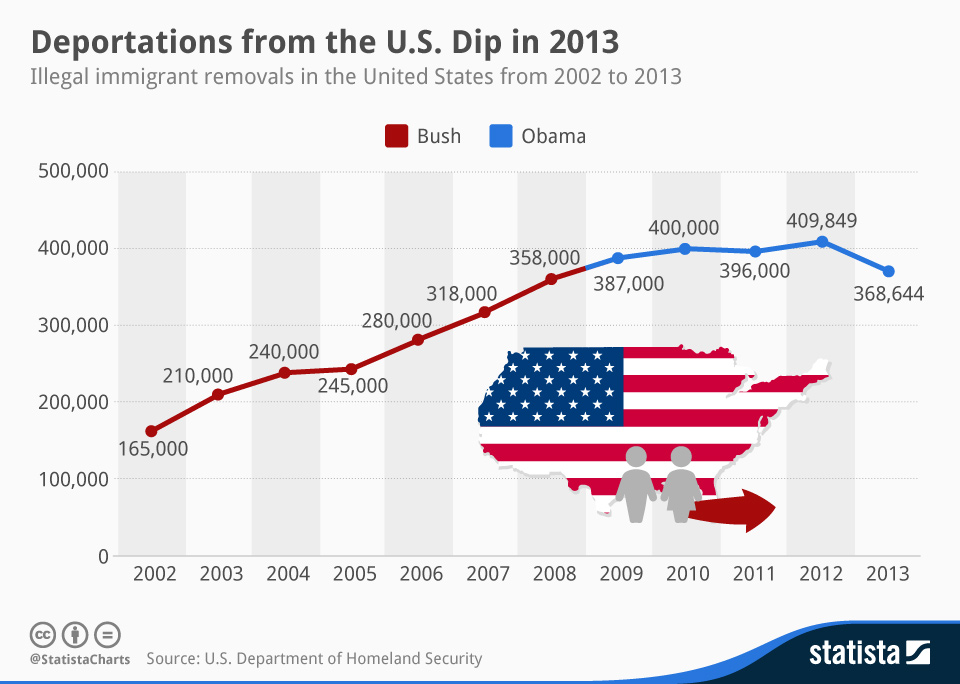 Deportations from the U.S. Dip in 2013
Illegal immigrant removals in the United States from 2002 to 2013
Bush Obama
500,000
400,000
300,000
200,000
100,000
0
165,000
210,000
240,000
245,000
280,000
318,000
358,000
387,000
400,000
396,000
409,849
368,644
2002 2003 2004 2005 2006 2007 2008 2009 2010 2011 2012 2013
cc
@StatistaCharts Source: U.S. Department of Homeland Security
statista